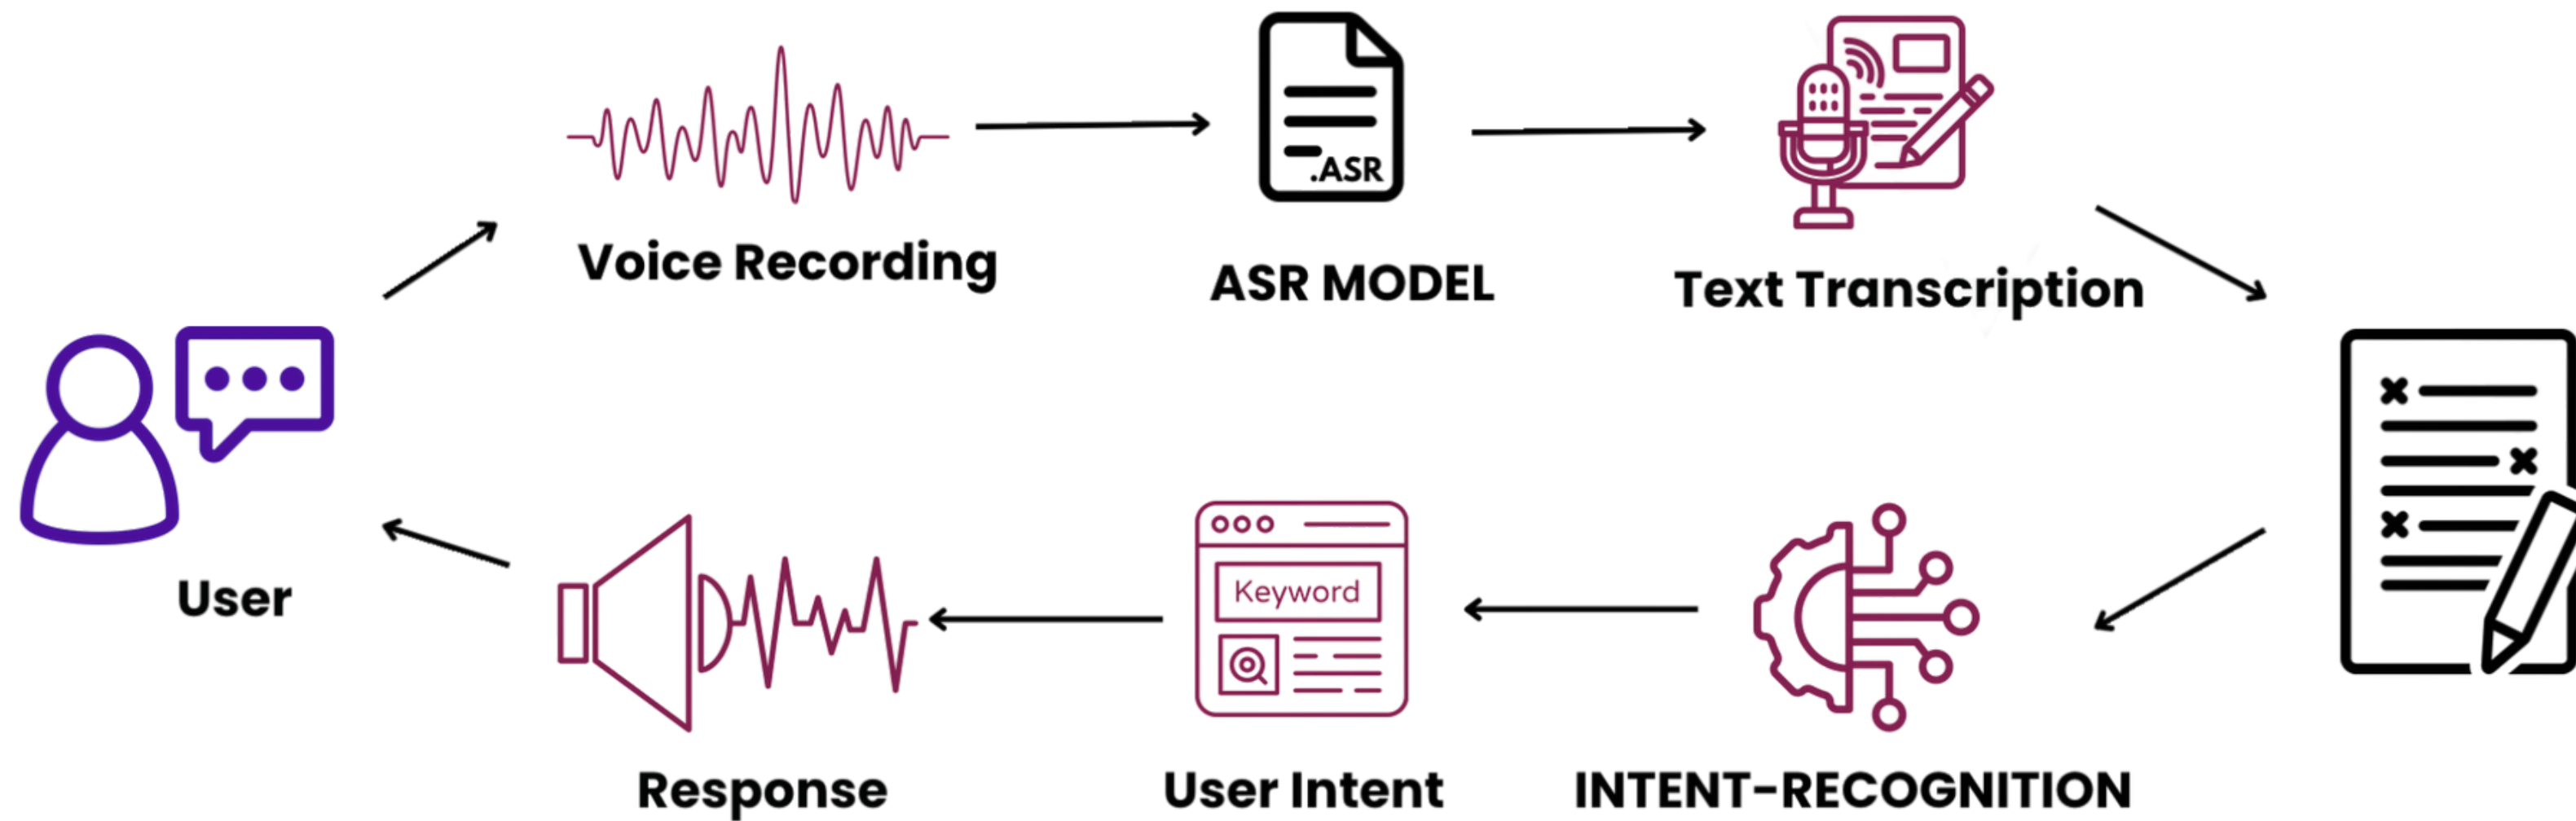 .ASR
Voice Recording
ASR MODEL
Text Transcription
User
Keyword
Response
User Intent
INTENT-RECOGNITION